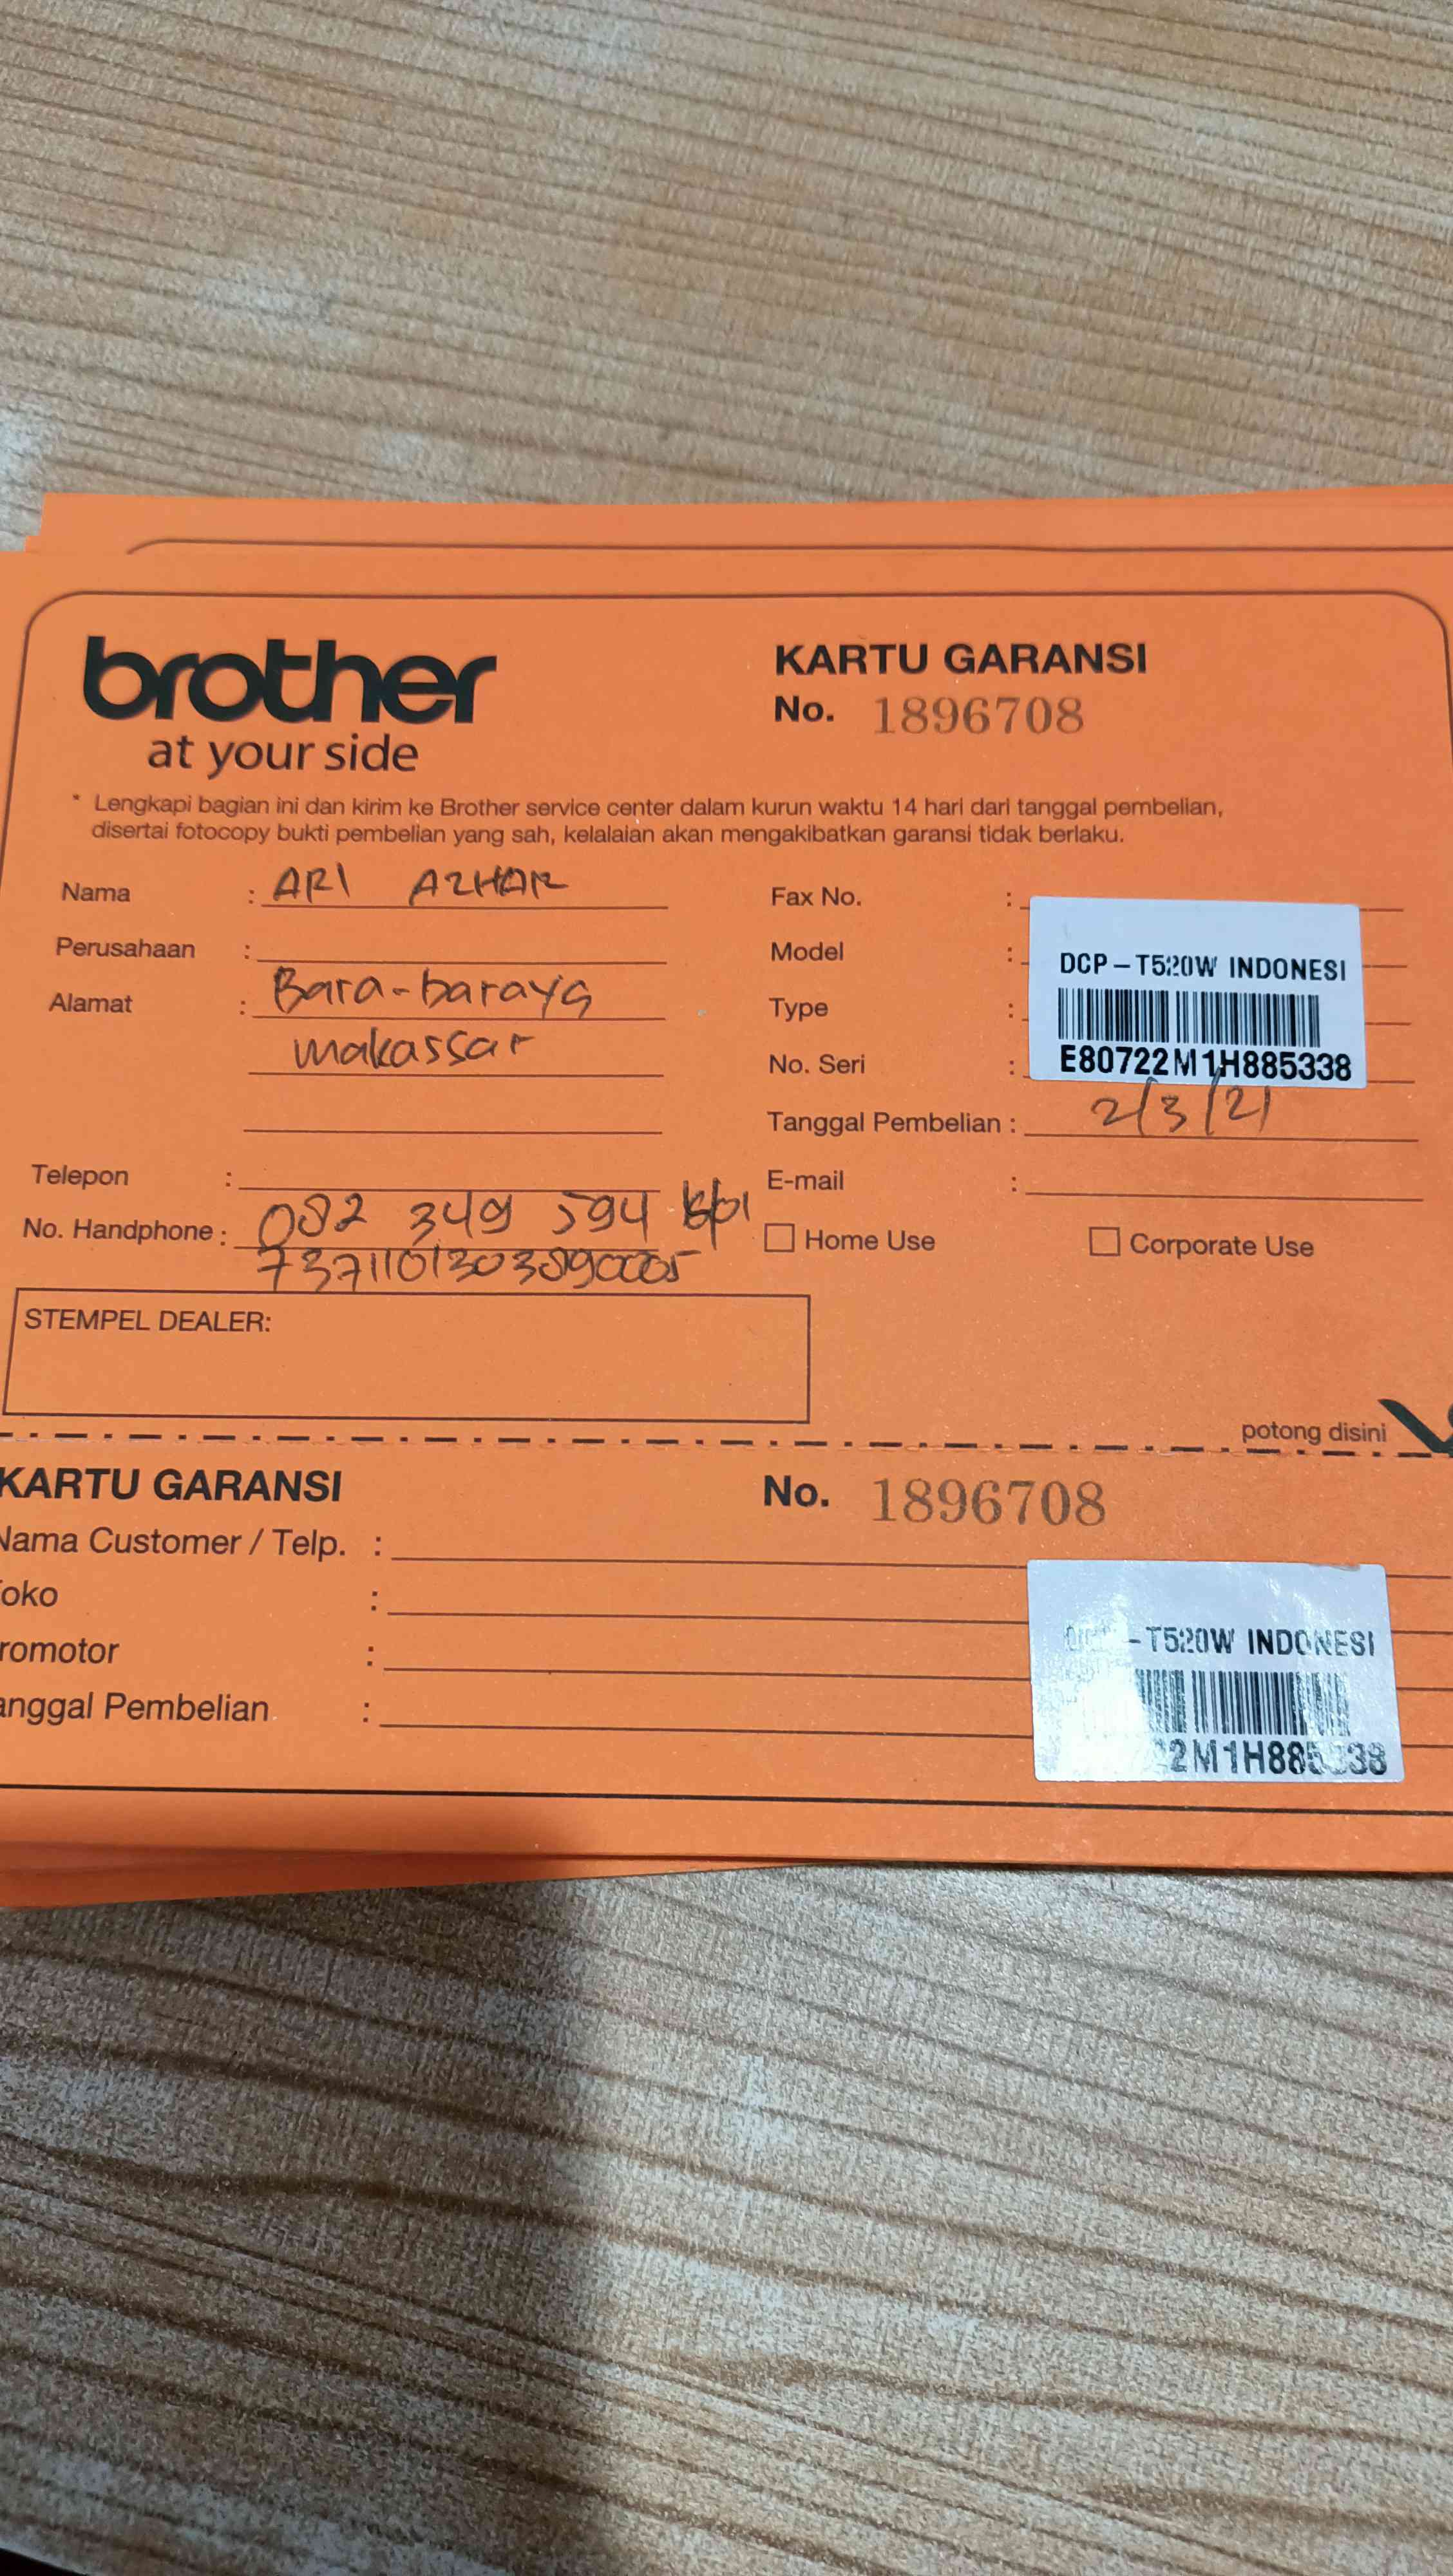 brother
at your side
KARTU GARANSI
No. 1896708
* Lengkapi bagian ini dan kirim ke Brother service center dalam kurun waktu 14 hari dari tanggal pembelian,
disertai fotocopy bukti pembelian yang sah, kelalaian akan mengakibatkan garansi tidak berlaku.
Nama : ARI AZHAR
Perusahaan :
Alamat : Bara-baraya
makassar
Telepon :
No. Handphone : 082 349 594
Fax No. :
Model :
Type :
No. Seri :
DCP-T520W INDONESI
E80722M1H885338
Tanggal Pembelian : 2/3/21
E-mail :
Home Use
Corporate Use
STEMPEL DEALER:
potong disini
KARTU GARANSI
No. 1896708
Nama Customer / Telp. :
oko :
romotor :
anggal Pembelian :
-T520W INDONESI
2M1H885338